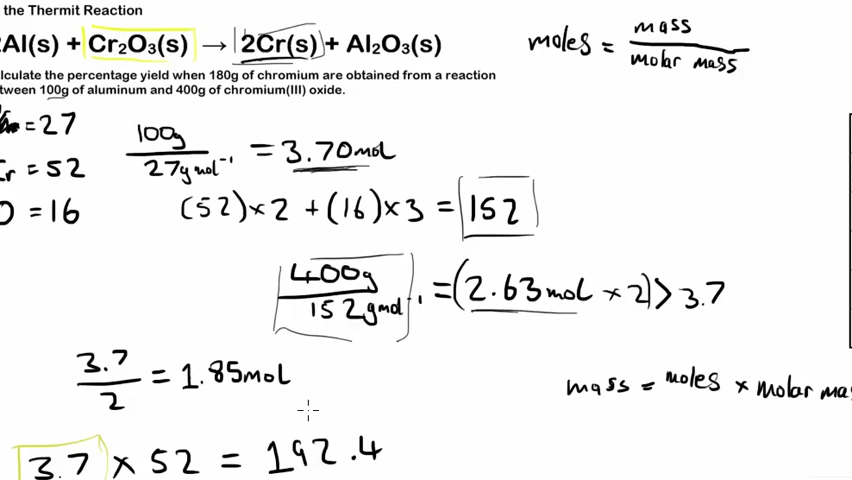 the Thermit Reaction
Al(s) + Cr₂O₃(s) → 2Cr(s) + Al₂O₃(s)
moles = mass / molar mass
lculate the percentage yield when 180g of chromium are obtained from a reaction
tween 100g of aluminum and 400g of chromium(III) oxide.
= 27
100g / 27g mol⁻¹ = 3.70mol
r = 52
O = 16
(52)×2 + (16)×3 = 152
400g / 152gmol⁻¹ = (2.63mol × 2) > 3.7
3.7 / 2 = 1.85mol
mass = moles × molar mas
3.7 × 52 = 192.4